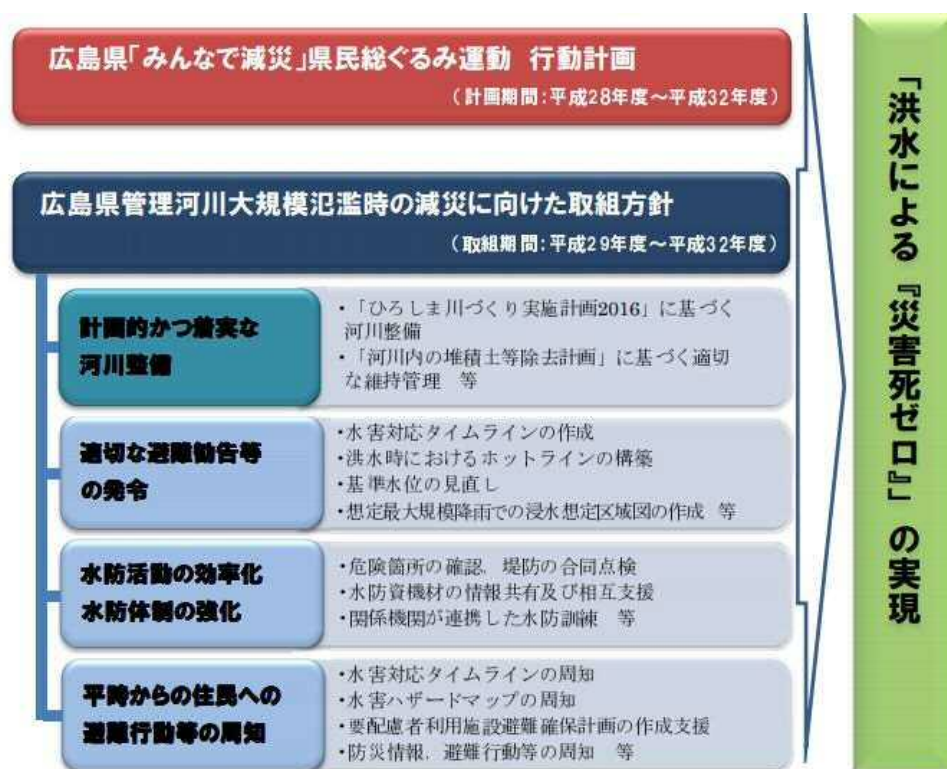 広島県「みんなで減災」県民総ぐるみ運動 行動計画
（計画期間：平成28年度～平成32年度）
広島県管理河川大規模氾濫時の減災に向けた取組方針
（取組期間：平成29年度～平成32年度）
計画的かつ着実な
河川整備
・「ひろしま川づくり実施計画2016」に基づく
河川整備
・「河川内の堆積土等除去計画」に基づく適切
な維持管理 等
適切な避難勧告等
の発令
・水害対応タイムラインの作成
・洪水時におけるホットラインの構築
・基準水位の見直し
・想定最大規模降雨での浸水想定区域図の作成 等
水防活動の効率化
水防体制の強化
・危険箇所の確認，堤防の合同点検
・水防資機材の情報共有及び相互支援
・関係機関が連携した水防訓練 等
平時からの住民への
避難行動等の周知
・水害対応タイムラインの周知
・水害ハザードマップの周知
・要配慮者利用施設避難確保計画の作成支援
・防災情報，避難行動等の周知 等
「洪水による『災害死ゼロ』」の実現